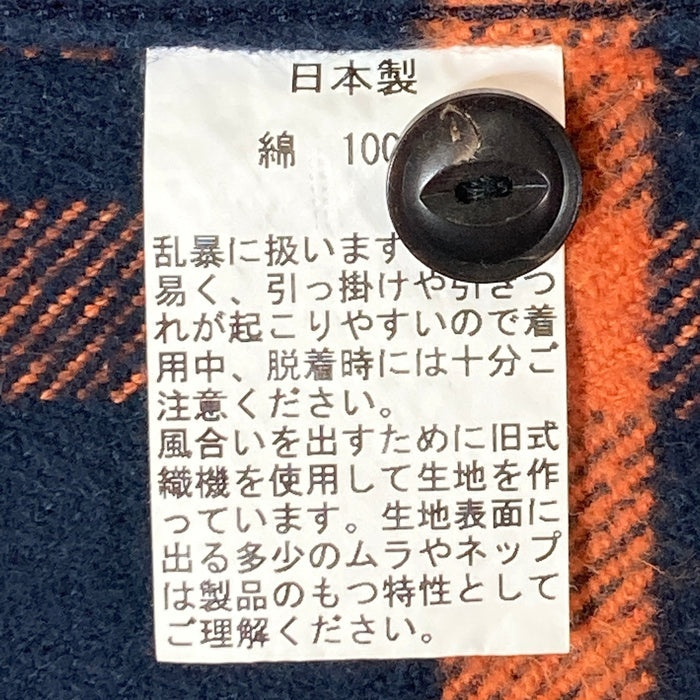 日本製
綿 100
乱暴に扱います
易く、引っ掛けや引きつ
れが起こりやすいので着
用中、脱着時には十分ご
注意ください。
風合いを出すために旧式
織機を使用して生地を作
っています。生地表面に
出る多少のムラやネップ
は製品のもつ特性として
ご理解ください。